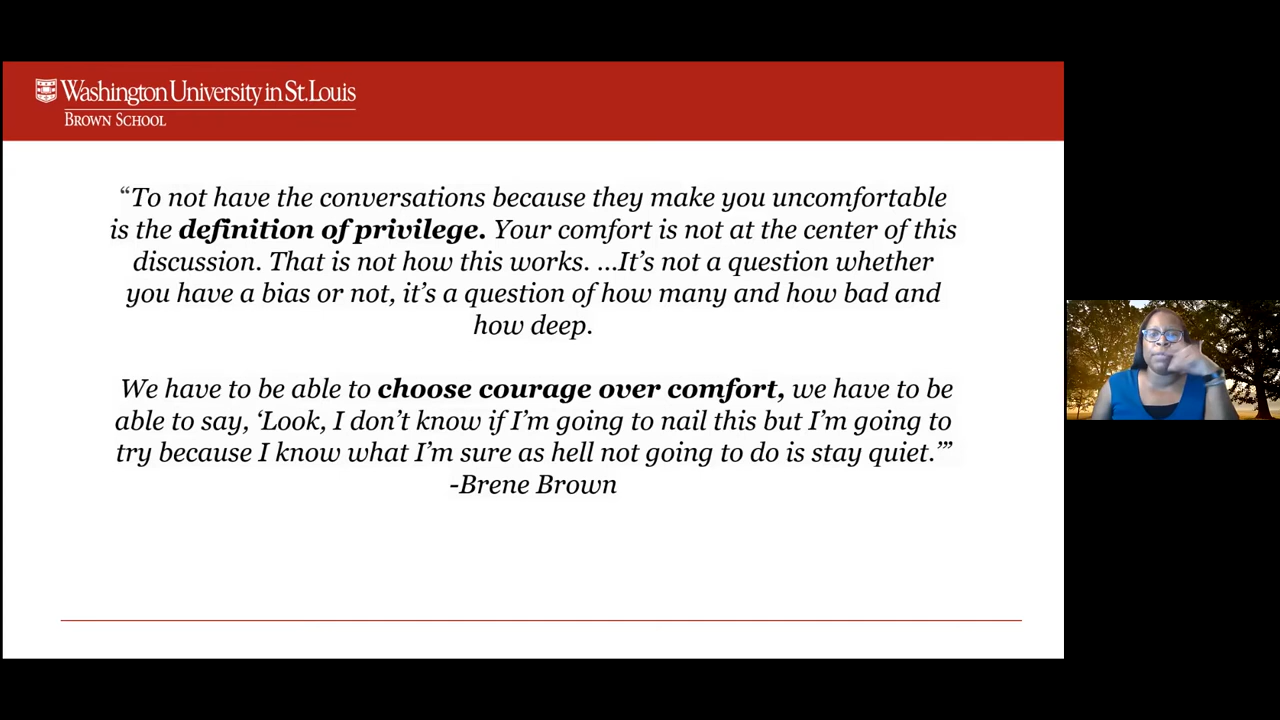 Washington University in St. Louis
BROWN SCHOOL
“To not have the conversations because they make you uncomfortable
is the definition of privilege. Your comfort is not at the center of this
discussion. That is not how this works. …It’s not a question whether
you have a bias or not, it’s a question of how many and how bad and
how deep.
We have to be able to choose courage over comfort, we have to be
able to say, ‘Look, I don’t know if I’m going to nail this but I’m going to
try because I know what I’m sure as hell not going to do is stay quiet.’”
-Brene Brown